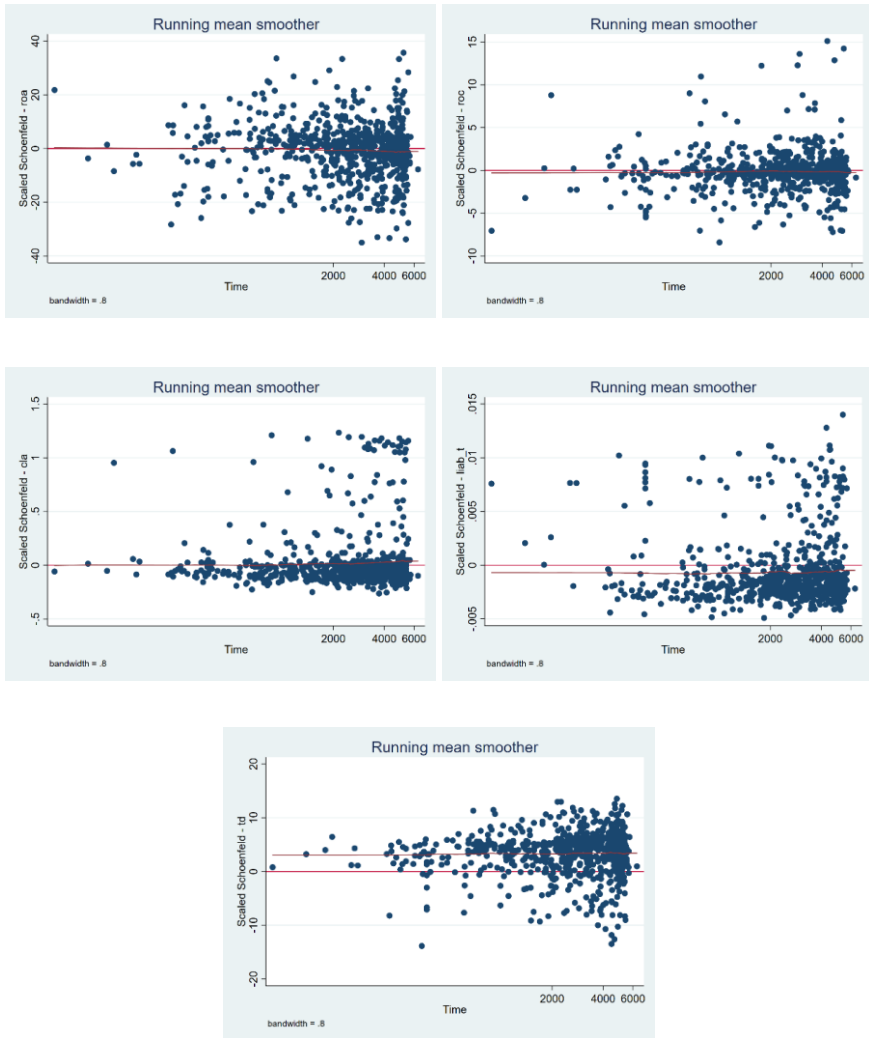 Running mean smoother
Scaled Schoenfeld - roa
40
20
0
-20
-40
2000 4000 6000
Time
bandwidth = .8
Running mean smoother
Scaled Schoenfeld - roc
15
10
5
0
-5
-10
2000 4000 6000
Time
bandwidth = .8
Running mean smoother
Scaled Schoenfeld - cla
1.5
1
.5
0
-.5
2000 4000 6000
Time
bandwidth = .8
Running mean smoother
Scaled Schoenfeld - liab_t
.015
.01
.005
0
-.005
2000 4000 6000
Time
bandwidth = .8
Running mean smoother
Scaled Schoenfeld - td
20
10
0
-10
-20
2000 4000 6000
Time
bandwidth = .8